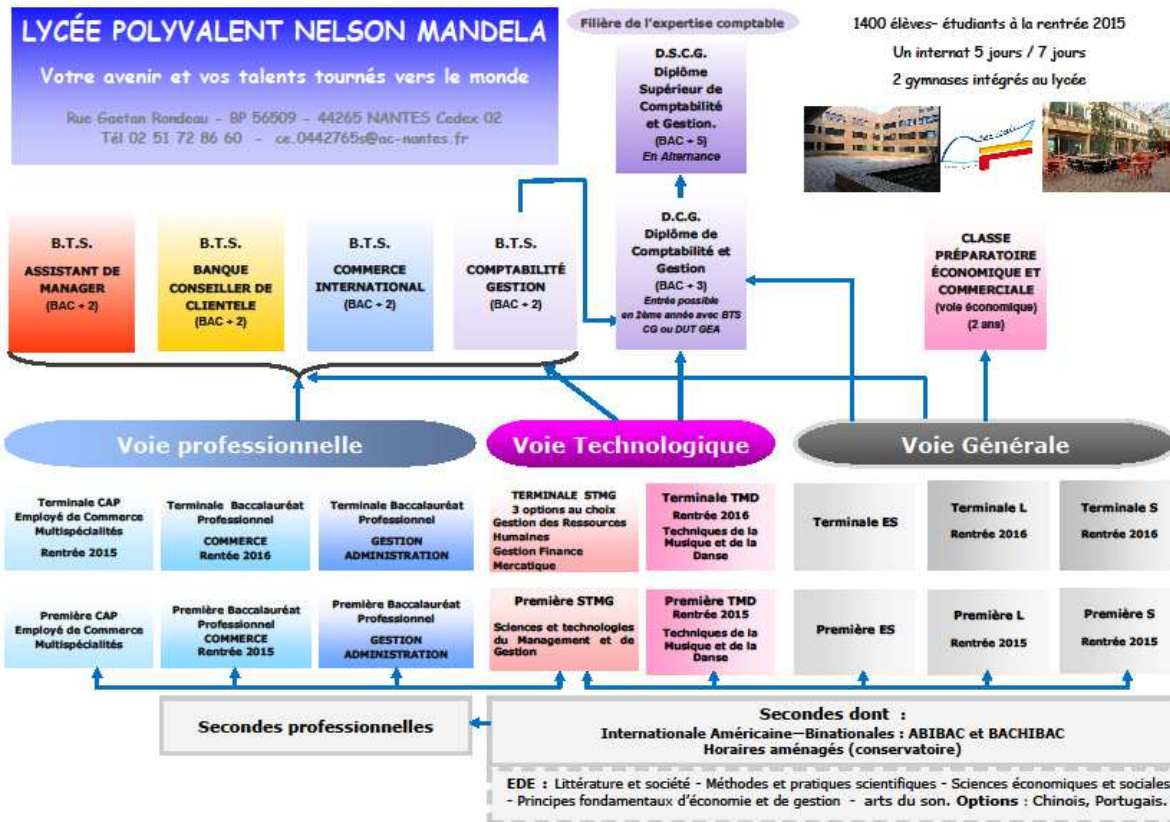 LYCÉE POLYVALENT NELSON MANDELA
Votre avenir et vos talents tournés vers le monde
Rue Gaetan Rondeau - BP 56509 - 44265 NANTES Cedex 02
Tél 02 51 72 86 60 - ce.0442765s@ac-nantes.fr
Filière de l'expertise comptable
D.S.C.G.
Diplôme
Supérieur de
Comptabilité
et Gestion.
(BAC + 5)
En Alternance
1400 élèves- étudiants à la rentrée 2015
Un internat 5 jours / 7 jours
2 gymnases intégrés au lycée
B.T.S.
ASSISTANT DE
MANAGER
(BAC + 2)
B.T.S.
BANQUE
CONSEILLER DE
CLIENTELE
(BAC + 2)
B.T.S.
COMMERCE
INTERNATIONAL
(BAC + 2)
B.T.S.
COMPTABILITÉ
GESTION
(BAC + 2)
D.C.G.
Diplôme de
Comptabilité et
Gestion
(BAC + 3)
Entrée possible
en 2ème année avec BTS
CG ou DUT GEA
CLASSE
PRÉPARATOIRE
ÉCONOMIQUE ET
COMMERCIALE
(voie économique)
(2 ans)
Voie professionnelle
Voie Technologique
Voie Générale
Terminale CAP
Employé de Commerce
Multispécialités
Rentrée 2015
Terminale Baccalauréat
Professionnel
COMMERCE
Rentée 2016
Terminale Baccalauréat
Professionnel
GESTION
ADMINISTRATION
TERMINALE STMG
3 options au choix
Gestion des Ressources
Humaines
Gestion Finance
Mercatique
Terminale TMD
Rentrée 2016
Techniques de la
Musique et de la
Danse
Terminale ES
Terminale L
Rentrée 2016
Terminale S
Rentrée 2016
Première CAP
Employé de Commerce
Multispécialités
Première Baccalauréat
Professionnel
COMMERCE
Rentrée 2015
Première Baccalauréat
Professionnel
GESTION
ADMINISTRATION
Première STMG
Sciences et technologies
du Management et de
Gestion
Première TMD
Rentrée 2015
Techniques de la
Musique et de la
Danse
Première ES
Première L
Rentrée 2015
Première S
Rentrée 2015
Secondes professionnelles
Secondes dont :
Internationale Américaine—Binationales : ABIBAC et BACHIBAC
Horaires aménagés (conservatoire)
EDE : Littérature et société - Méthodes et pratiques scientifiques - Sciences économiques et sociales
- Principes fondamentaux d'économie et de gestion - arts du son. Options : Chinois, Portugais.